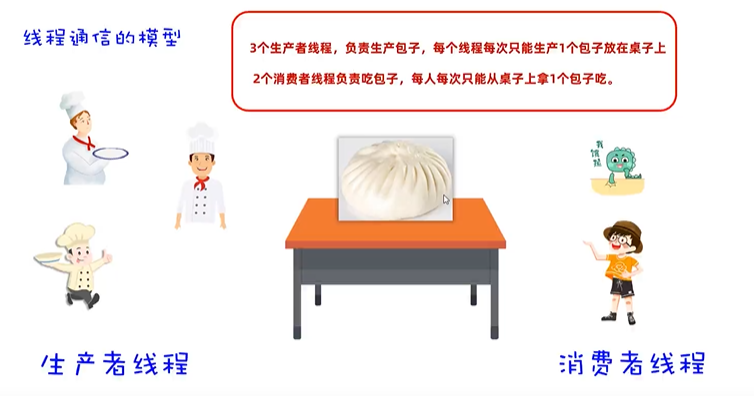 线程通信的模型
3个生产者线程，负责生产包子，每个线程每次只能生产1个包子放在桌子上
2个消费者线程负责吃包子，每人每次只能从桌子上拿1个包子吃。
生产者线程
消费者线程